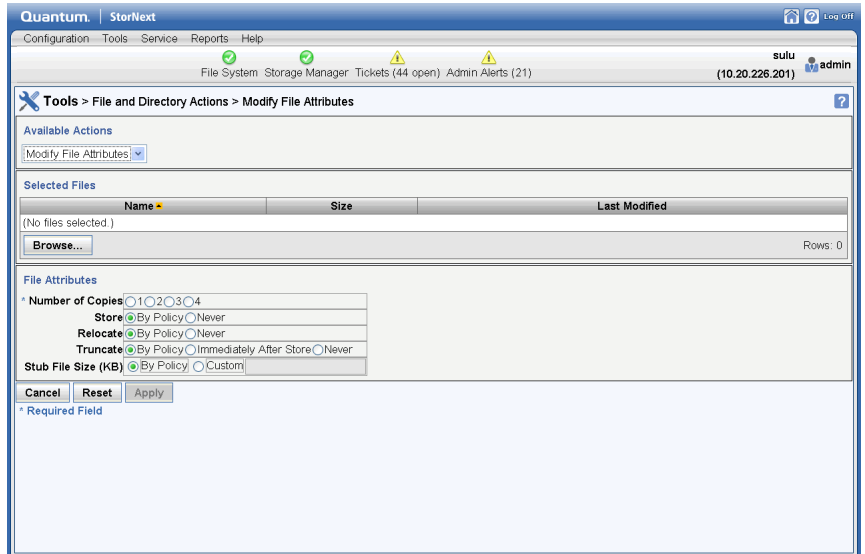 Quantum. | StorNext Log Off
Configuration Tools Service Reports Help
File System Storage Manager Tickets (44 open) Admin Alerts (21)
sulu
(10.20.226.201)
admin
Tools > File and Directory Actions > Modify File Attributes
Available Actions
Modify File Attributes
Selected Files
Name Size Last Modified
(No files selected.)
Browse... Rows: 0
File Attributes
* Number of Copies 1 2 3 4
Store By Policy Never
Relocate By Policy Never
Truncate By Policy Immediately After Store Never
Stub File Size (KB) By Policy Custom
Cancel Reset Apply
* Required Field